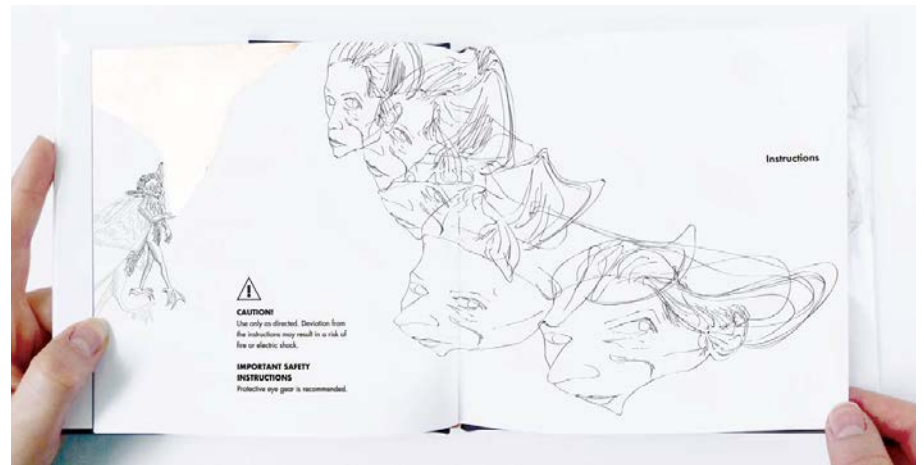 CAUTION!
Use only as directed. Deviation from
the instructions may result in a risk of
fire or electric shock.
IMPORTANT SAFETY
INSTRUCTIONS
Protective eye gear is recommended.
Instructions